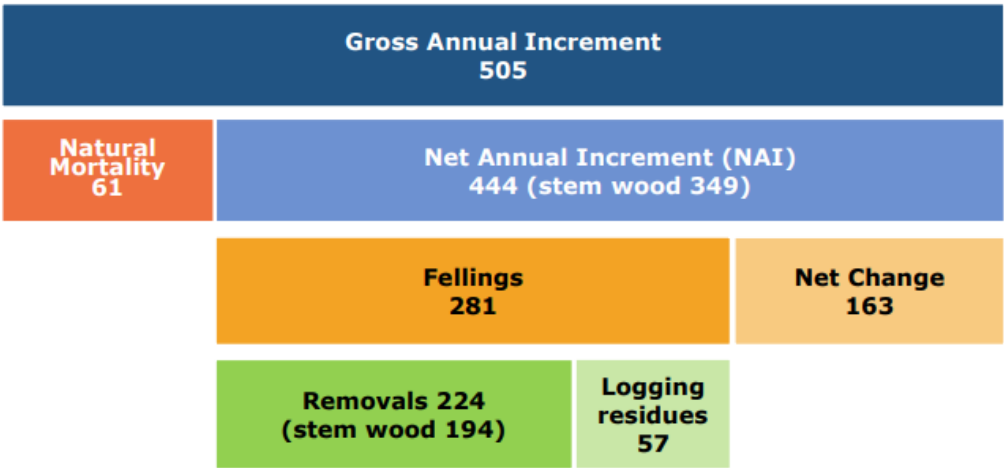 Gross Annual Increment
505
Natural
Mortality
61
Net Annual Increment (NAI)
444 (stem wood 349)
Fellings
281
Net Change
163
Removals 224
(stem wood 194)
Logging
residues
57